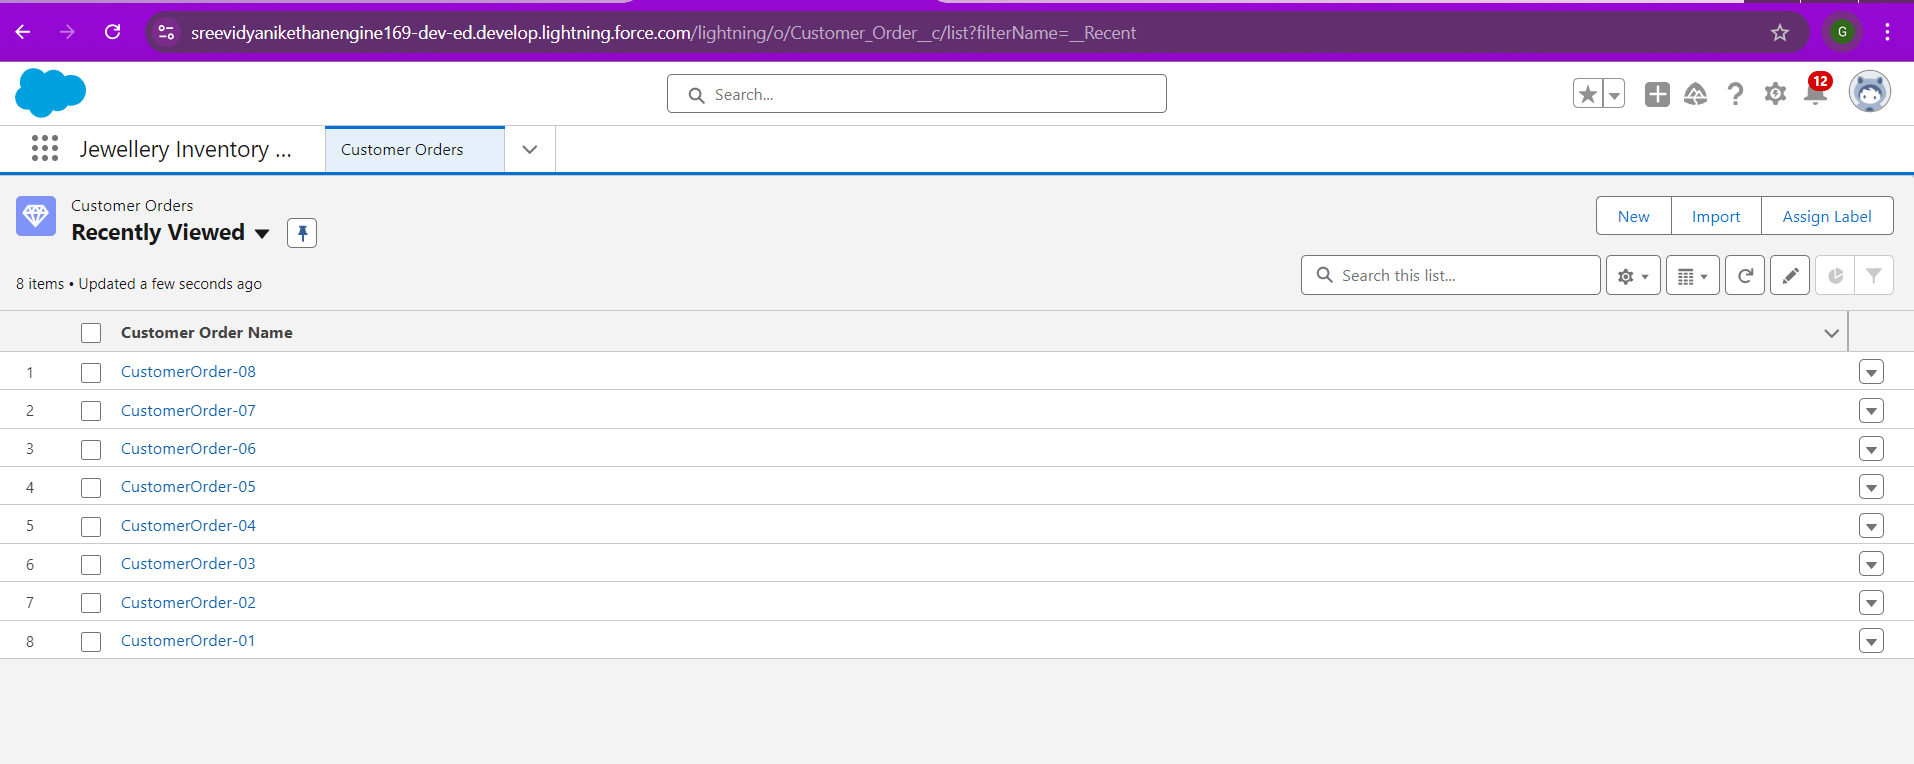 sreevidyanikethanengine169-dev-ed.develop.lightning.force.com/lightning/o/Customer_Order__c/list?filterName=__Recent
G
Search...
12
Jewellery Inventory ...
Customer Orders
Customer Orders
Recently Viewed
New
Import
Assign Label
8 items • Updated a few seconds ago
Search this list...
Customer Order Name
1 CustomerOrder-08
2 CustomerOrder-07
3 CustomerOrder-06
4 CustomerOrder-05
5 CustomerOrder-04
6 CustomerOrder-03
7 CustomerOrder-02
8 CustomerOrder-01